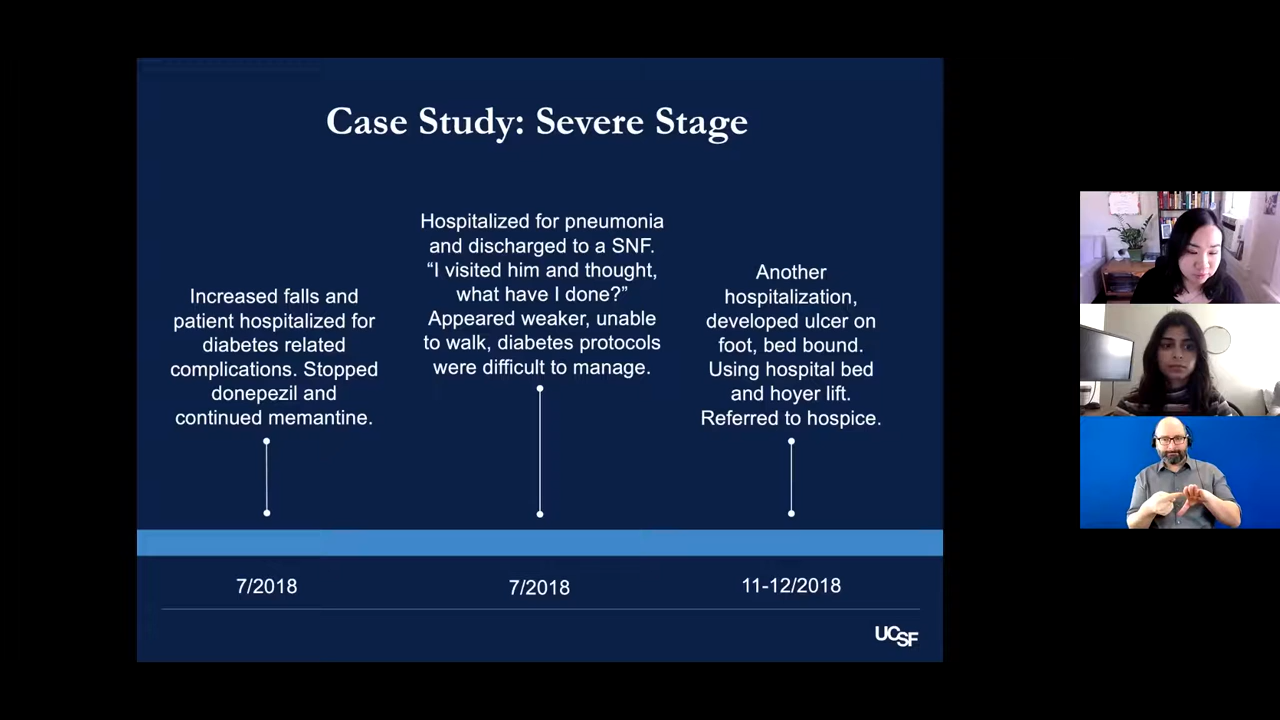 Case Study: Severe Stage
Increased falls and
patient hospitalized for
diabetes related
complications. Stopped
donepezil and
continued memantine.
Hospitalized for pneumonia
and discharged to a SNF.
“I visited him and thought,
what have I done?”
Appeared weaker, unable
to walk, diabetes protocols
were difficult to manage.
Another
hospitalization,
developed ulcer on
foot, bed bound.
Using hospital bed
and hoyer lift.
Referred to hospice.
7/2018
7/2018
11-12/2018
UCSF